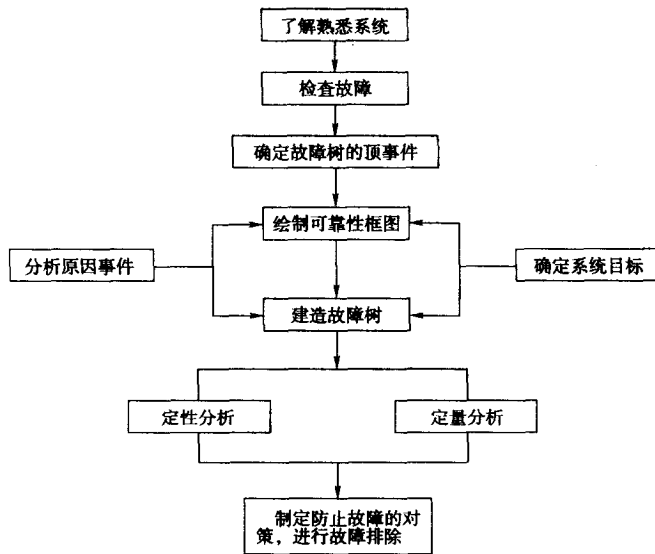 了解熟悉系统
检查故障
确定故障树的顶事件
绘制可靠性框图
分析原因事件
确定系统目标
建造故障树
定性分析
定量分析
制定防止故障的对
策，进行故障排除